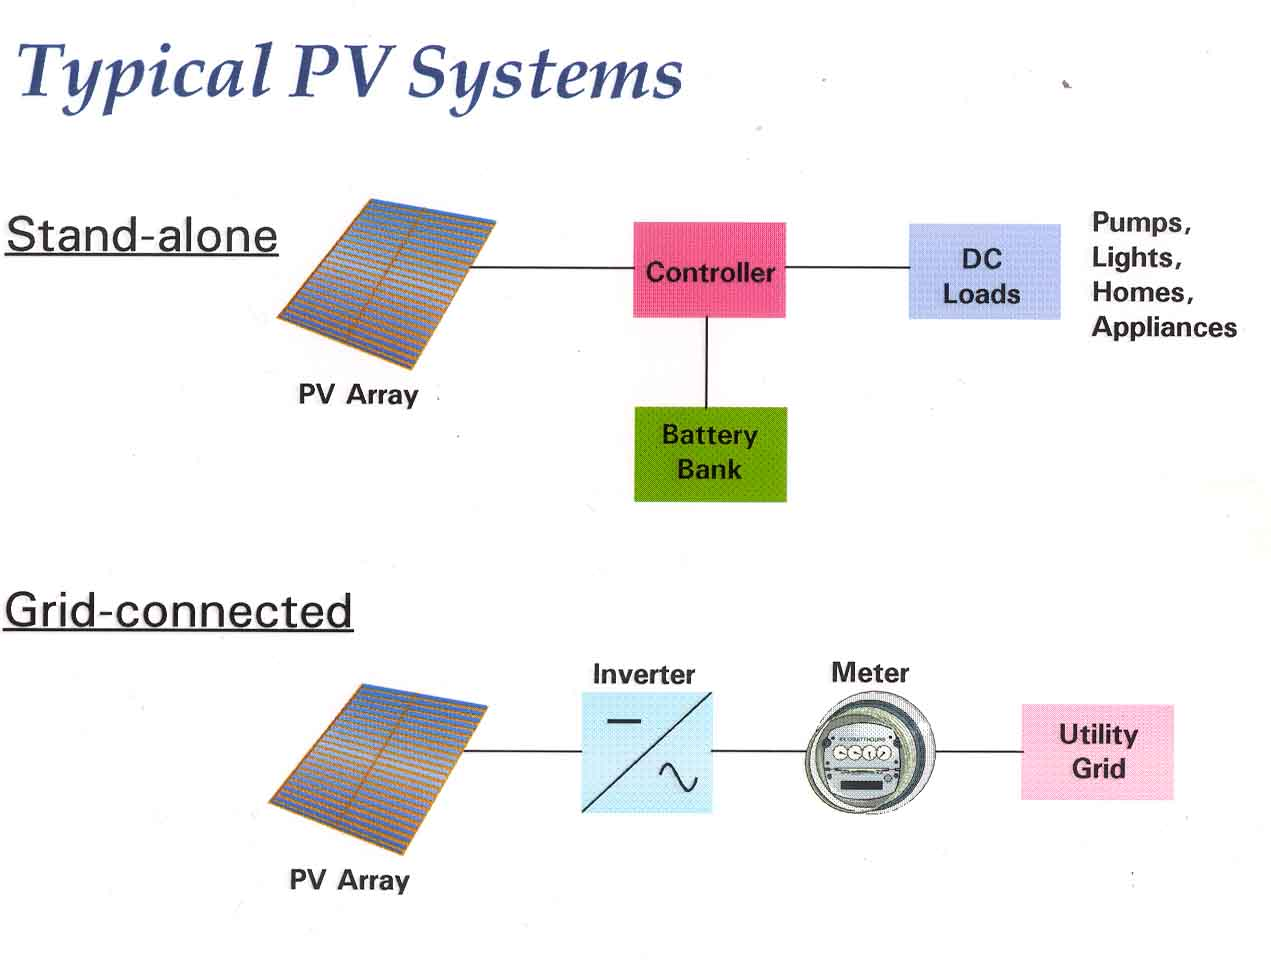 Typical PV Systems
Stand-alone
PV Array
Controller
Battery
Bank
DC
Loads
Pumps,
Lights,
Homes,
Appliances
Grid-connected
PV Array
Inverter
Meter
Utility
Grid